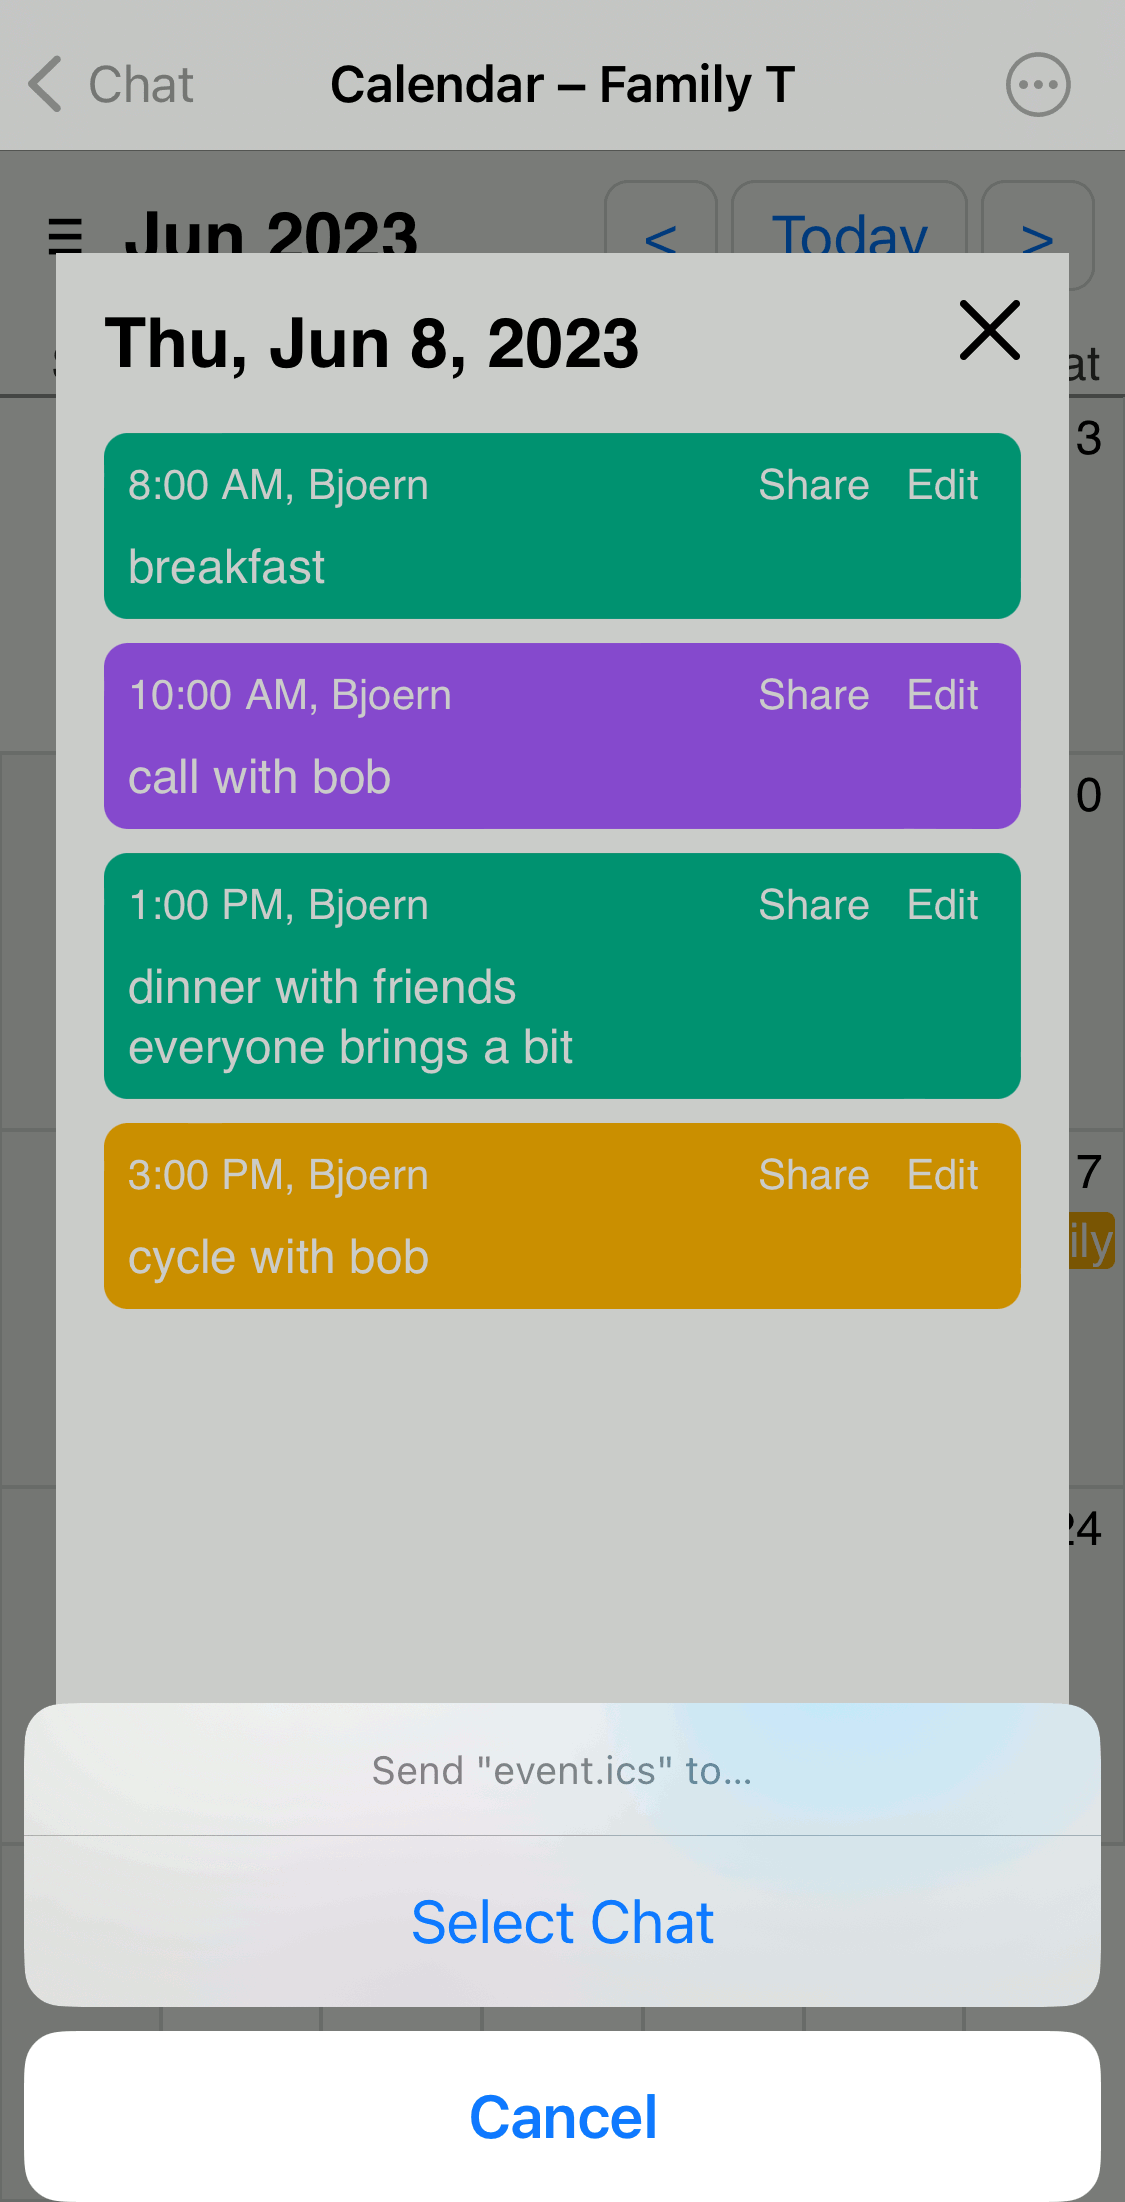 Chat
Calendar – Family T
Jun 2023
<
Today
>
Thu, Jun 8, 2023
3
8:00 AM, Bjoern Share Edit
breakfast
10:00 AM, Bjoern Share Edit
call with bob
0
1:00 PM, Bjoern Share Edit
dinner with friends
everyone brings a bit
3:00 PM, Bjoern Share Edit
7
cycle with bob
ily
24
Send "event.ics" to...
Select Chat
Cancel